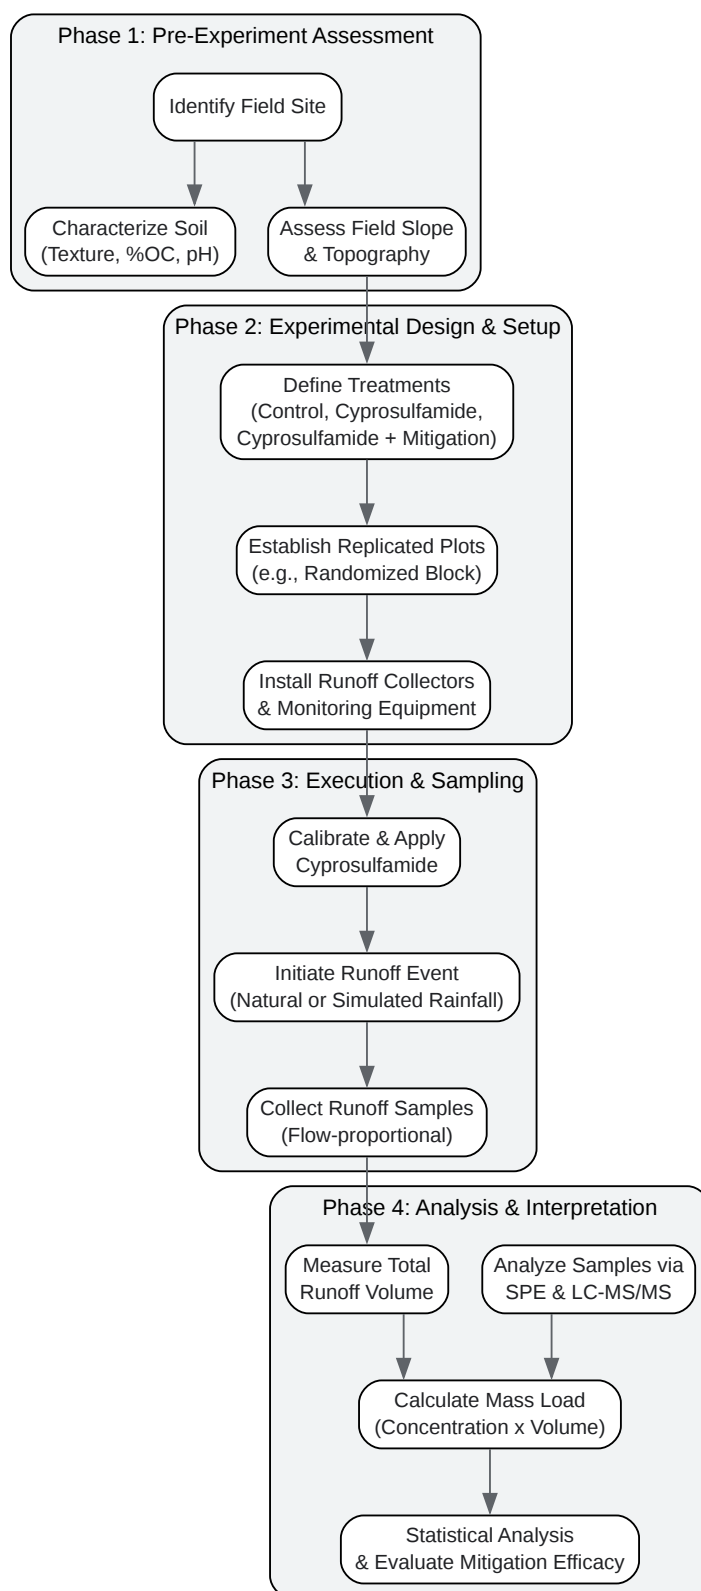 Phase 1: Pre-Experiment Assessment
Identify Field Site
Characterize Soil
(Texture, %OC, pH)
Assess Field Slope
& Topography
Phase 2: Experimental Design & Setup
Define Treatments
(Control, Cyprosulfamide,
Cyprosulfamide + Mitigation)
Establish Replicated Plots
(e.g., Randomized Block)
Install Runoff Collectors
& Monitoring Equipment
Phase 3: Execution & Sampling
Calibrate & Apply
Cyprosulfamide
Initiate Runoff Event
(Natural or Simulated Rainfall)
Collect Runoff Samples
(Flow-proportional)
Phase 4: Analysis & Interpretation
Measure Total
Runoff Volume
Analyze Samples via
SPE & LC-MS/MS
Calculate Mass Load
(Concentration x Volume)
Statistical Analysis
& Evaluate Mitigation Efficacy